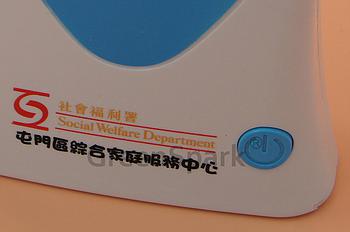 社會福利署
Social Welfare Department
屯門區綜合家庭服務中心
GreenSpark